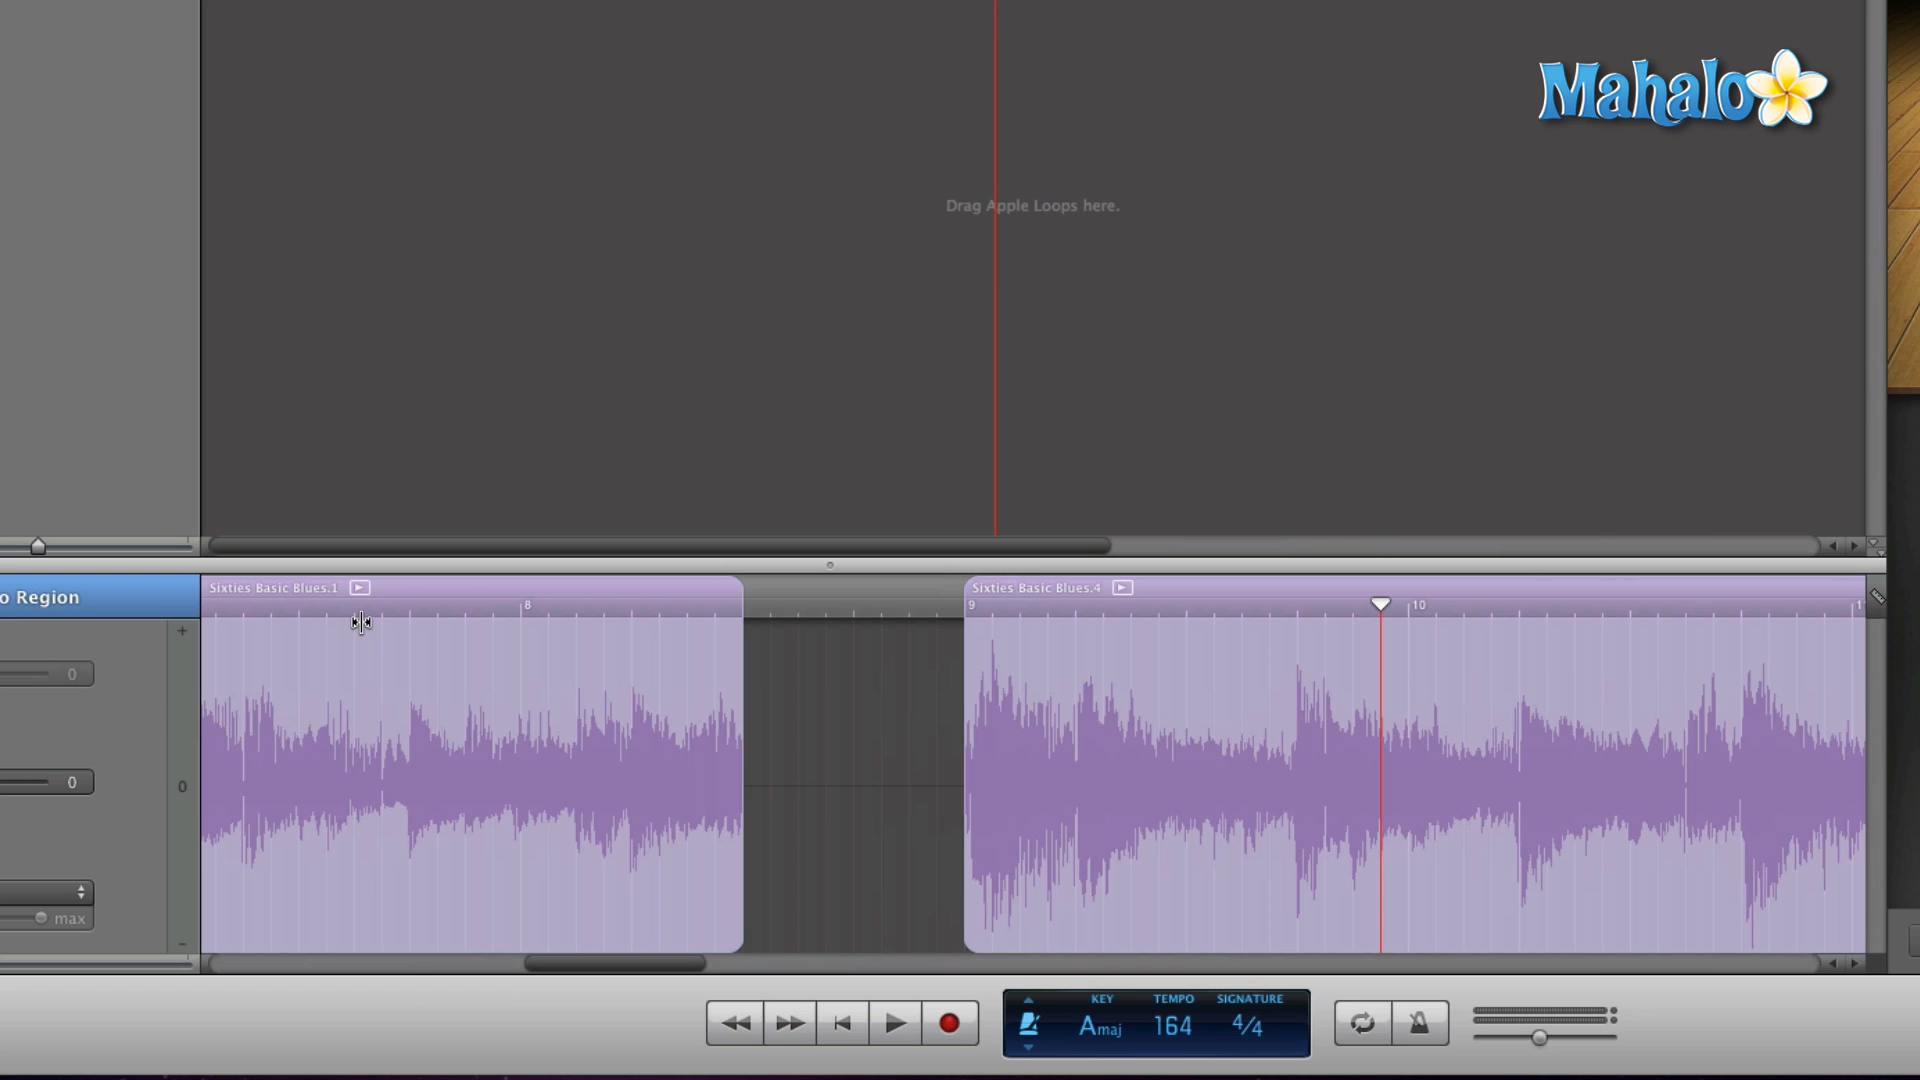 Mahalo
Drag Apple Loops here.
Sixties Basic Blues.1
Sixties Basic Blues.4
8
9
10
o Region
+
0
0
0
-
max
KEY
TEMPO
SIGNATURE
Amaj
164
4/4